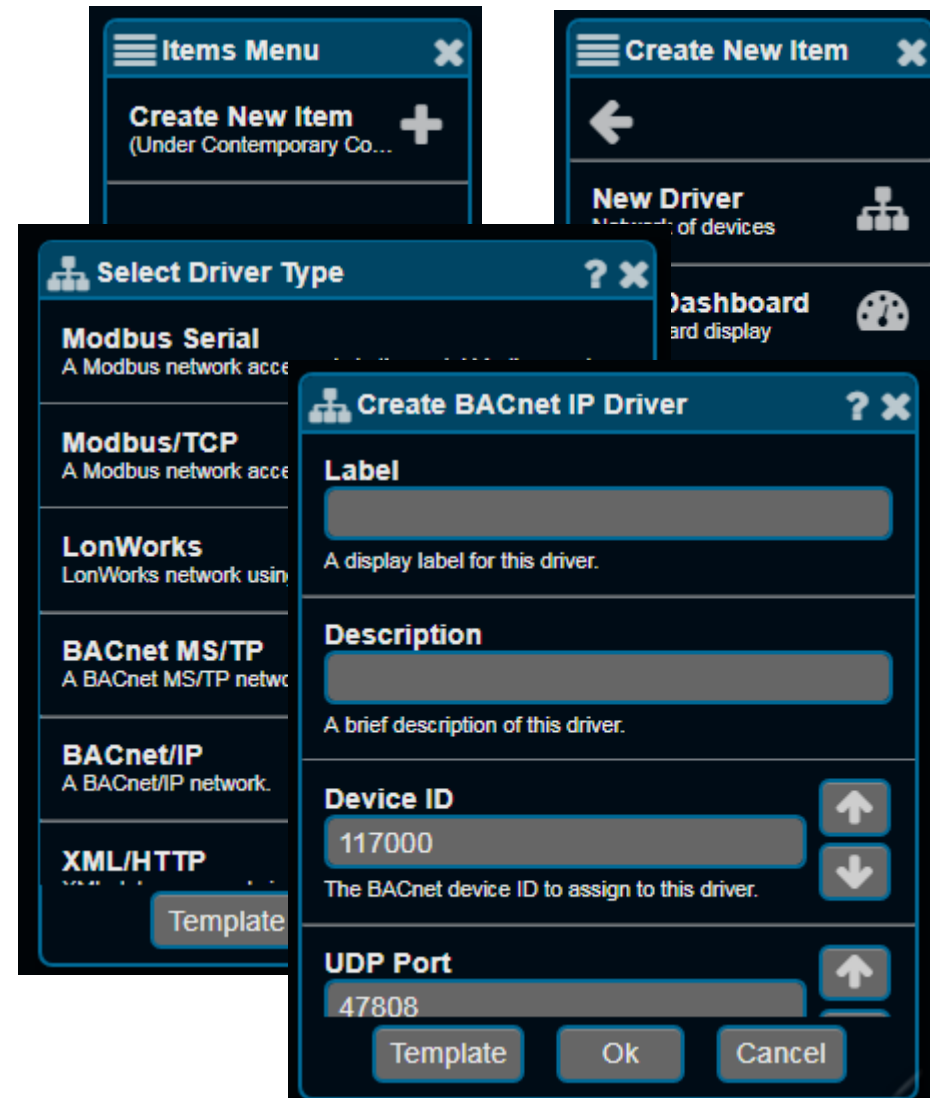 Items Menu
Create New Item
(Under Contemporary Co...
Create New Item
New Driver
of devices
ard display
Select Driver Type
Modbus Serial
A Modbus network acce
Modbus/TCP
A Modbus network acce
LonWorks
LonWorks network usin
BACnet MS/TP
A BACnet MS/TP netwo
BACnet/IP
A BACnet/IP network.
XML/HTTP
Template
Create BACnet IP Driver
Label
A display label for this driver.
Description
A brief description of this driver.
Device ID
117000
The BACnet device ID to assign to this driver.
UDP Port
47808
Template Ok Cancel